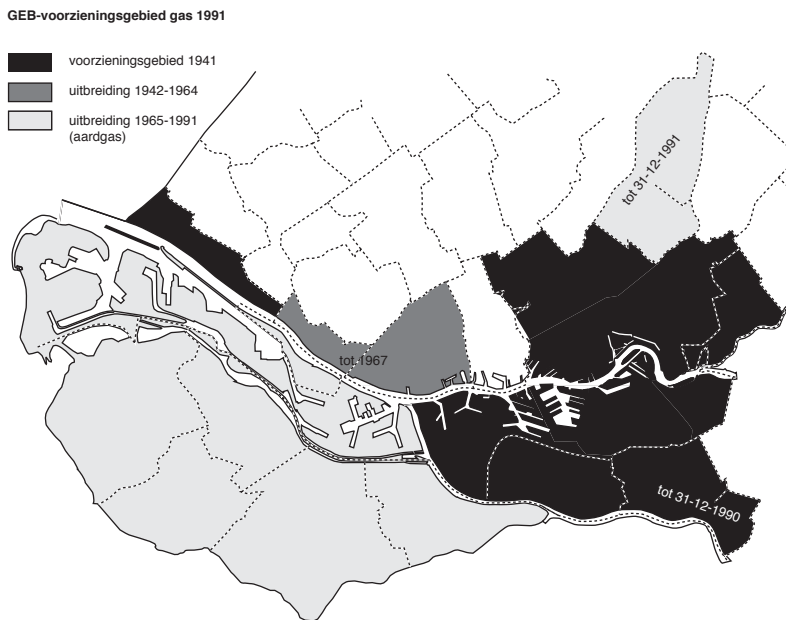 GEB-voorzieningsgebied gas 1991
voorzieningsgebied 1941
uitbreiding 1942-1964
uitbreiding 1965-1991
(aardgas)
tot 31-12-1991
tot 1967
tot 31-12-1990